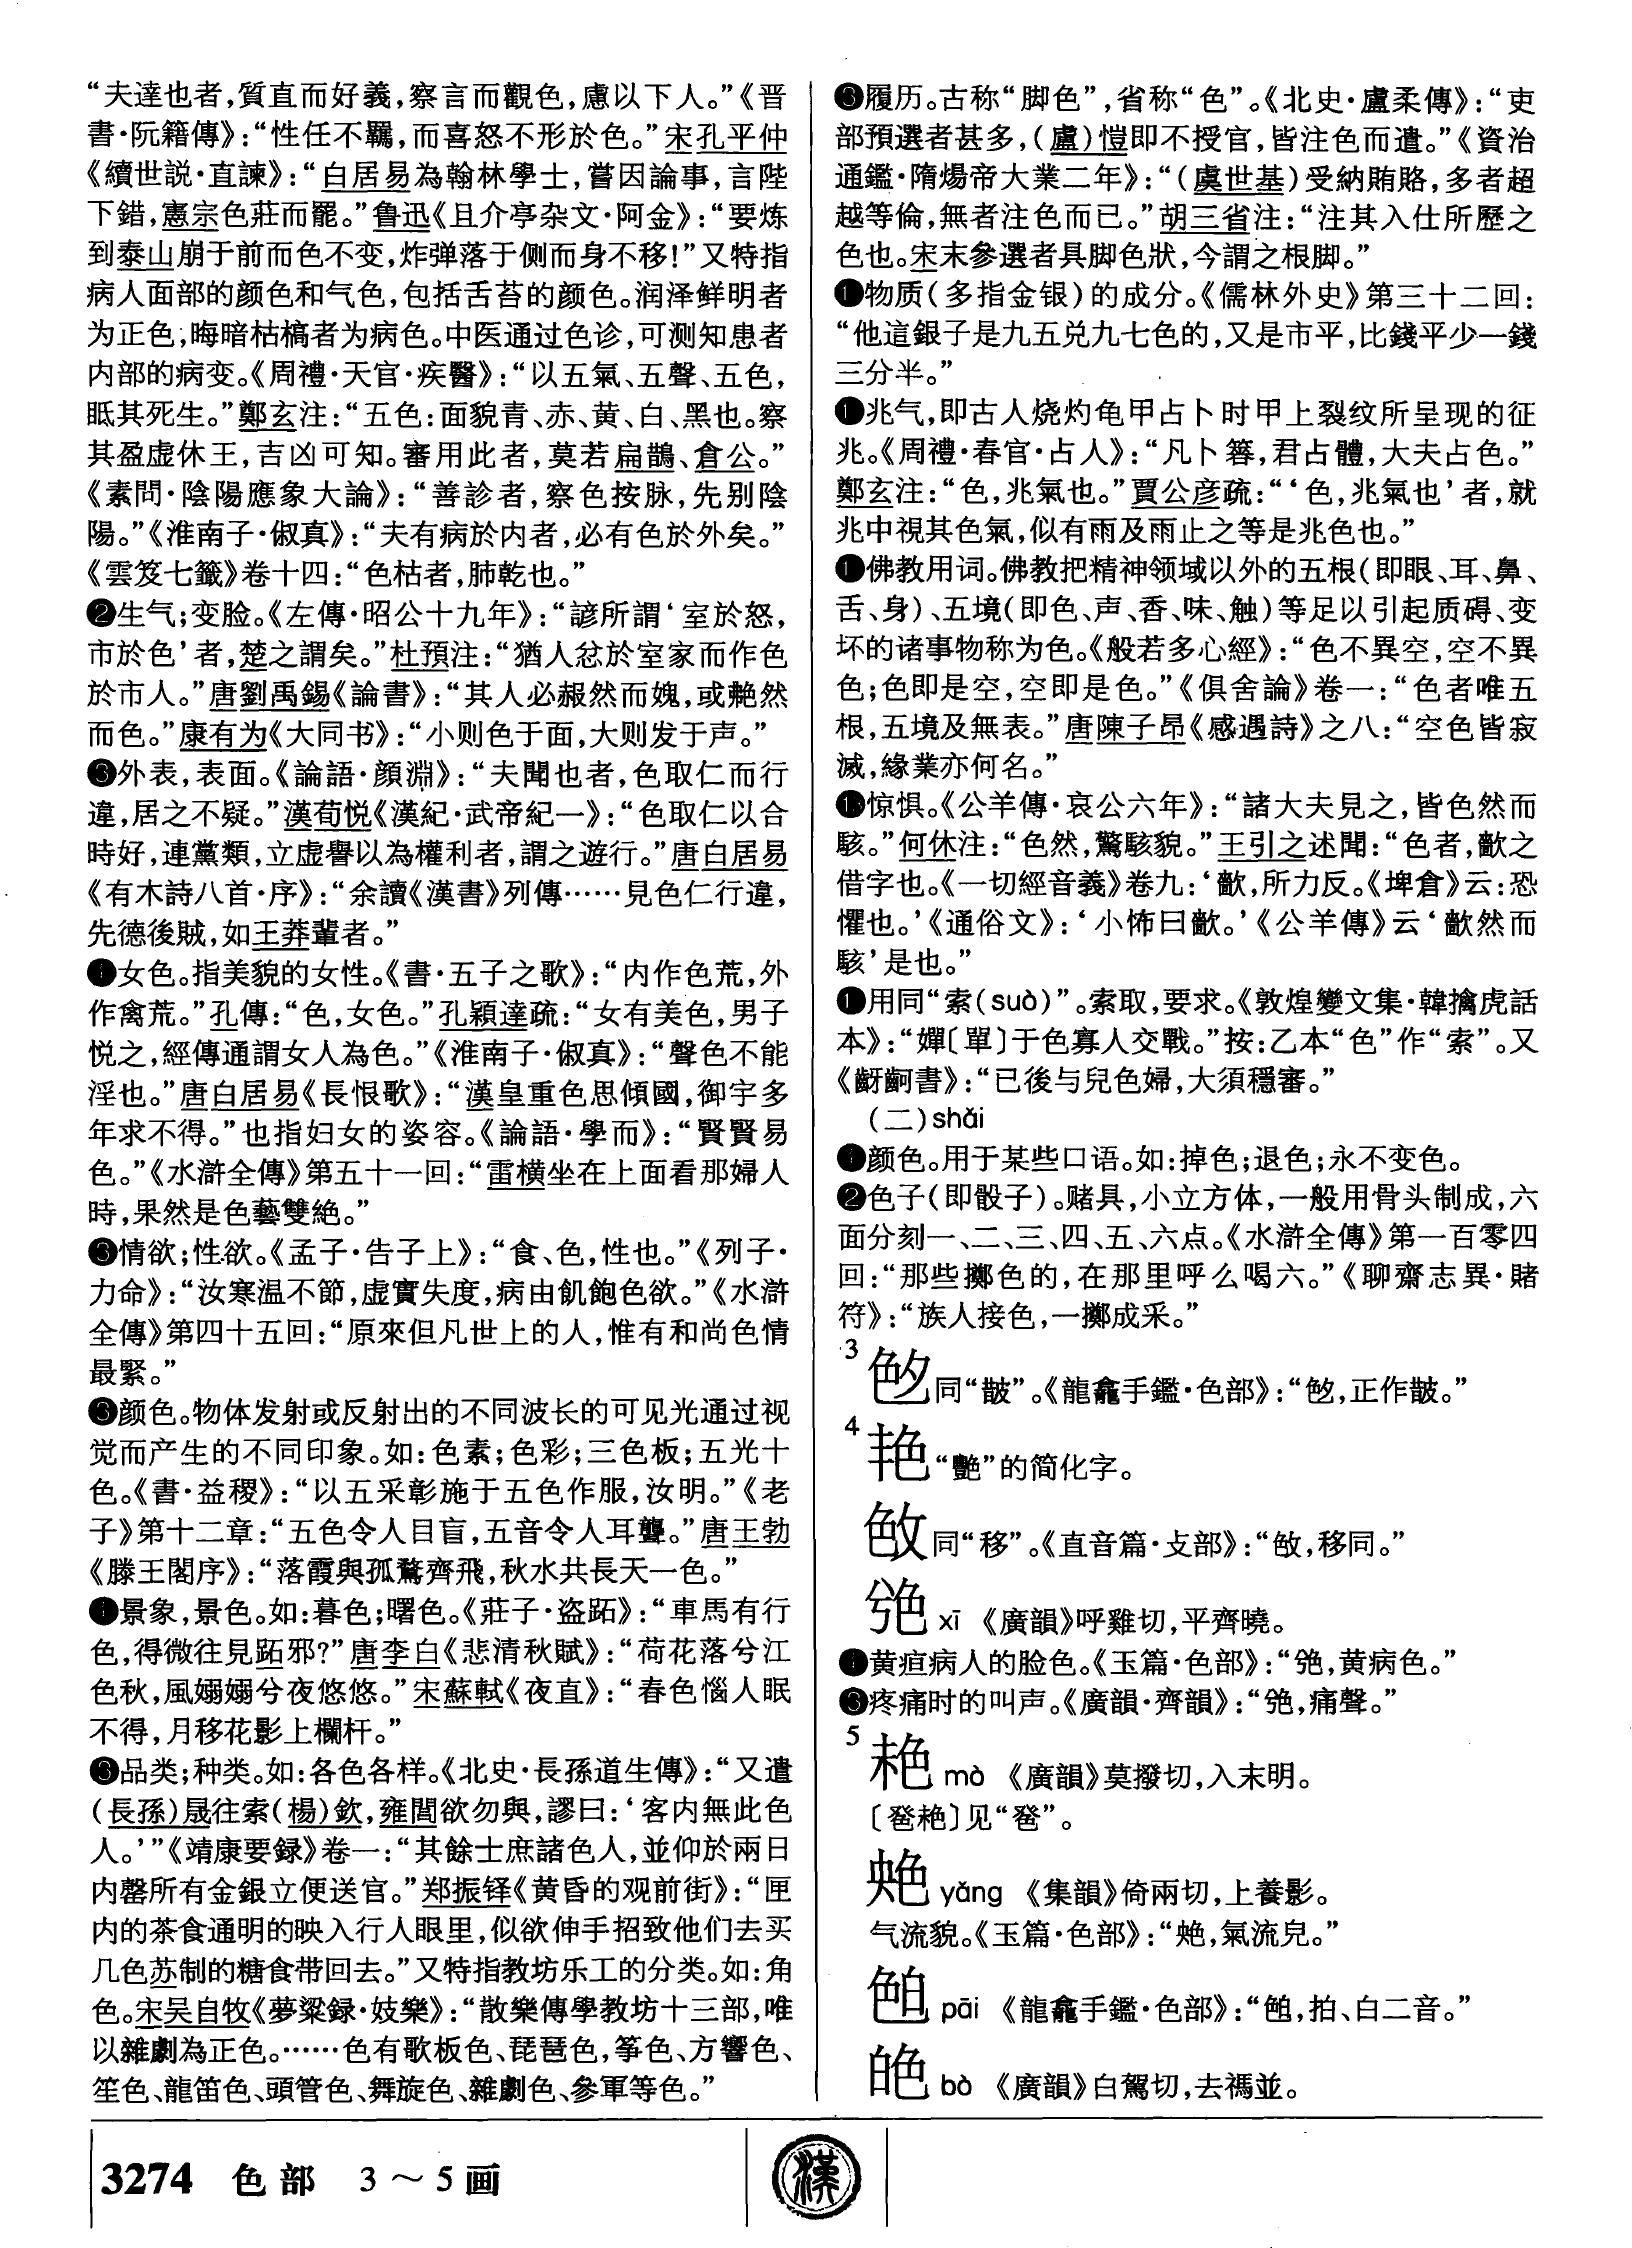 “夫達也者,質直而好義,察言而觀色,慮以下人。”《晋
書·阮籍傳》:“性任不羈,而喜怒不形於色。”宋孔平仲
《續世説·直諫》:“白居易為翰林學士,嘗因論事,言陛
下錯,憲宗色莊而罷。”鲁迅《且介亭杂文·阿金》:“要炼
到泰山崩于前而色不变,炸弹落于侧而身不移!”又特指
病人面部的颜色和气色,包括舌苔的颜色。润泽鲜明者
为正色,晦暗枯槁者为病色。中医通过色诊,可测知患者
内部的病变。《周禮·天官·疾醫》:“以五氣、五聲、五色,
眂其死生。”鄭玄注:“五色:面貌青、赤、黄、白、黑也。察
其盈虚休王,吉凶可知。審用此者,莫若扁鵲、倉公。”
《素問·陰陽應象大論》:“善診者,察色按脉,先别陰
陽。”《淮南子·俶真》:“夫有病於内者,必有色於外矣。”
《雲笈七籤》卷十四:“色枯者,肺乾也。”
❷生气;变脸。《左傳·昭公十九年》:“諺所謂‘室於怒,
市於色’者,楚之謂矣。”杜預注:“猶人忿於室家而作色
於市人。”唐劉禹錫《論書》:“其人必赧然而媿,或艴然
而色。”康有为《大同书》:“小则色于面,大则发于声。”
❸外表,表面。《論語·顔淵》:“夫聞也者,色取仁而行
違,居之不疑。”漢荀悦《漢紀·武帝紀一》:“色取仁以合
時好,連黨類,立虚譽以為權利者,謂之遊行。”唐白居易
《有木詩八首·序》:“余讀《漢書》列傳……見色仁行違,
先德後賊,如王莽輩者。”
❹女色。指美貌的女性。《書·五子之歌》:“内作色荒,外
作禽荒。”孔傳:“色,女色。”孔穎達疏:“女有美色,男子
悦之,經傳通謂女人為色。”《淮南子·俶真》:“聲色不能
淫也。”唐白居易《長恨歌》:“漢皇重色思傾國,御宇多
年求不得。”也指妇女的姿容。《論語·學而》:“賢賢易
色。”《水滸全傳》第五十一回:“雷横坐在上面看那婦人
時,果然是色藝雙絶。”
❺情欲;性欲。《孟子·告子上》:“食、色,性也。”《列子·
力命》:“汝寒温不節,虚實失度,病由飢飽色欲。”《水滸
全傳》第四十五回:“原來但凡世上的人,惟有和尚色情
最緊。”
❻颜色。物体发射或反射出的不同波长的可见光通过视
觉而产生的不同印象。如:色素;色彩;三色板;五光十
色。《書·益稷》:“以五采彰施于五色作服,汝明。”《老
子》第十二章:“五色令人目盲,五音令人耳聾。”唐王勃
《滕王閣序》:“落霞與孤鶩齊飛,秋水共長天一色。”
❼景象,景色。如:暮色;曙色。《莊子·盗跖》:“車馬有行
色,得微往見跖邪?”唐李白《悲清秋賦》:“荷花落兮江
色秋,風嫋嫋兮夜悠悠。”宋蘇軾《夜直》:“春色惱人眠
不得,月移花影上欄杆。”
❽品类;种类。如:各色各样。《北史·長孫道生傳》:“又遣
(長孫)晟往索(楊)欽,雍閭欲勿與,謬曰:‘客内無此色
人。’”《靖康要録》卷一:“其餘士庶諸色人,並仰於兩日
内罄所有金銀立便送官。”郑振铎《黄昏的观前街》:“匣
内的茶食通明的映入行人眼里,似欲伸手招致他们去买
几色苏制的糖食带回去。”又特指教坊乐工的分类。如:角
色。宋吴自牧《夢粱録·妓樂》:“散樂傳學教坊十三部,唯
以雜劇為正色。……色有歌板色、琵琶色,筝色、方響色、
笙色、龍笛色、頭管色、舞旋色、雜劇色、參軍等色。”
❾履历。古称“脚色”,省称“色”。《北史·盧柔傳》:“吏
部預選者甚多,(盧)愷即不授官,皆注色而遣。”《資治
通鑑·隋煬帝大業二年》:“(虞世基)受納賄賂,多者超
越等倫,無者注色而已。”胡三省注:“注其入仕所歷之
色也。宋末參選者具脚色狀,今謂之根脚。”
❿物质(多指金银)的成分。《儒林外史》第三十二回:
“他這銀子是九五兑九七色的,又是市平,比錢平少一錢
三分半。”
⓫兆气,即古人烧灼龟甲占卜时甲上裂纹所呈现的征
兆。《周禮·春官·占人》:“凡卜簭,君占體,大夫占色。”
鄭玄注:“色,兆氣也。”賈公彦疏:“‘色,兆氣也’者,就
兆中視其色氣,似有雨及雨止之等是兆色也。”
⓬佛教用词。佛教把精神领域以外的五根(即眼、耳、鼻、
舌、身)、五境(即色、声、香、味、触)等足以引起质碍、变
坏的诸事物称为色。《般若多心經》:“色不異空,空不異
色;色即是空,空即是色。”《俱舍論》卷一:“色者唯五
根,五境及無表。”唐陳子昂《感遇詩》之八:“空色皆寂
滅,緣業亦何名。”
⓭惊惧。《公羊傳·哀公六年》:“諸大夫見之,皆色然而
駭。”何休注:“色然,驚駭貌。”王引之述聞:“色者,歃之
借字也。《一切經音義》卷九:‘歃,所力反。《埤倉》云:恐
懼也。’《通俗文》:‘小怖曰歃。’《公羊傳》云‘歃然而
駭’是也。”
⓮用同“索(suò)”。索取,要求。《敦煌變文集·韓擒虎話
本》:“嬋〔單〕于色寡人交戰。”按:乙本“色”作“索”。又
《齖䶗書》:“已後与兒色婦,大須穩審。”
(二)shǎi
❶颜色。用于某些口语。如:掉色;退色;永不变色。
❷色子(即骰子)。赌具,小立方体,一般用骨头制成,六
面分刻一、二、三、四、五、六点。《水滸全傳》第一百零四
回:“那些擲色的,在那里呼么喝六。”《聊齋志異·賭
符》:“族人接色,一擲成采。”
3
同“皵”。《龍龕手鑑·色部》:“,正作皵。”
4
艳“艷”的简化字。
同“移”。《直音篇·攴部》:“,移同。”
xī 《廣韻》呼雞切,平齊曉。
❶黄疸病人的脸色。《玉篇·色部》:“,黄病色。”
❷疼痛时的叫声。《廣韻·齊韻》:“,痛聲。”
5
mò 《廣韻》莫撥切,入末明。
见“”。
yǎng 《集韻》倚兩切,上養影。
气流貌。《玉篇·色部》:“,氣流皃。”
pāi 《龍龕手鑑·色部》:“,拍、白二音。”
bò 《廣韻》白駕切,去禡並。
3274 色部 3～5画
漢